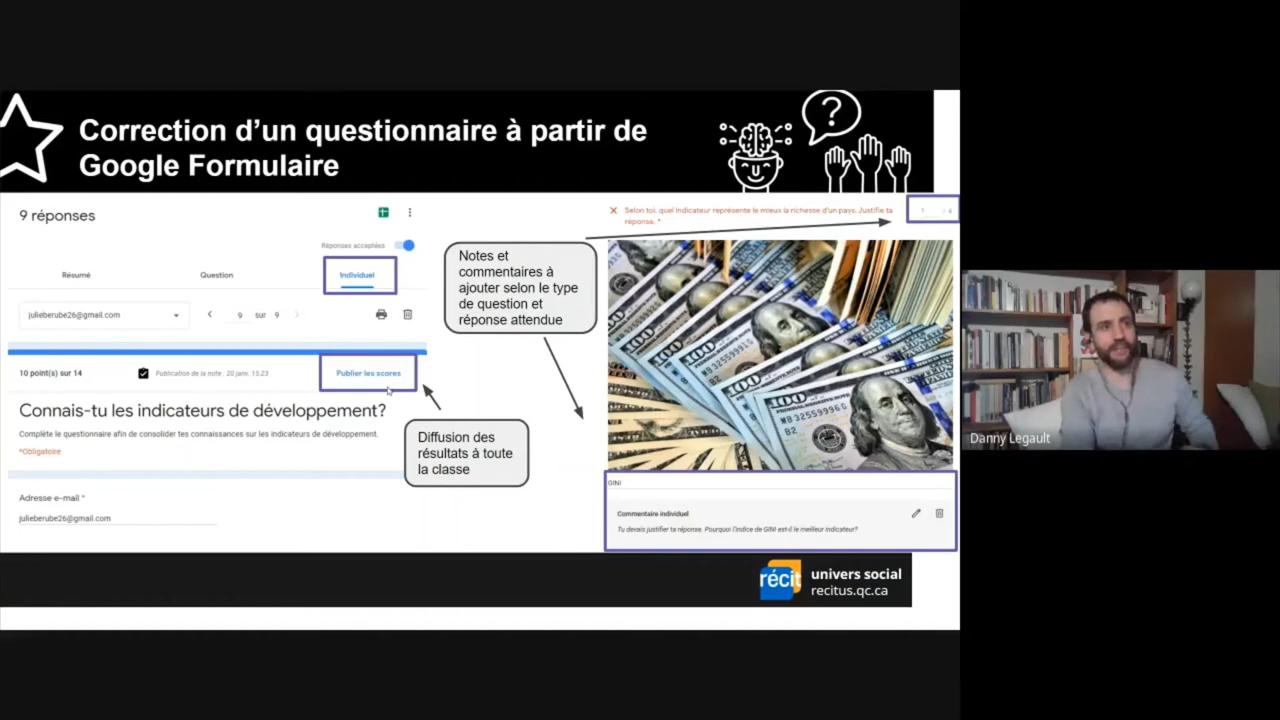 Correction d'un questionnaire à partir de
Google Formulaire
9 réponses
Réponses acceptées
Résumé
Question
Individuel
julieberube26@gmail.com
9 sur 9
10 point(s) sur 14
Publication de la note : 20 janv. 15:23
Publier les scores
Connais-tu les indicateurs de développement?
Complète le questionnaire afin de consolider tes connaissances sur les indicateurs de développement.
*Obligatoire
Adresse e-mail *
julieberube26@gmail.com
Notes et
commentaires à
ajouter selon le type
de question et
réponse attendue
Diffusion des
résultats à toute
la classe
Selon toi, quel indicateur représente le mieux la richesse d'un pays. Justifie ta
réponse. *
100
100
100
100
100
GINI
Commentaire individuel
Tu devais justifier ta réponse. Pourquoi l'indice de GINI est-il le meilleur indicateur?
récit
univers social
recitus.qc.ca
Danny Legault